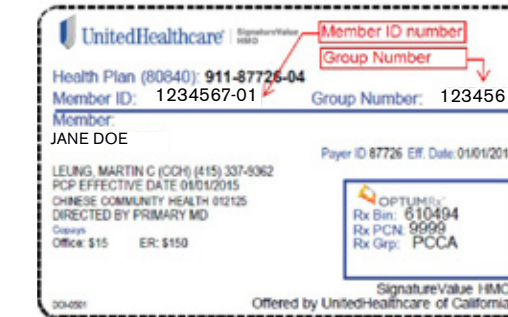 UnitedHealthcare SignatureValue HMO
Member ID number
Group Number
Health Plan (80840): 911-87726-04
Member ID: 1234567-01 Group Number: 123456
Member:
JANE DOE
Payer ID 87726 Eff. Date: 01/01/201
LEUNG, MARTIN C (CCH) (415) 337-9362
PCP EFFECTIVE DATE 01/01/2015
CHINESE COMMUNITY HEALTH 012125
DIRECTED BY PRIMARY MD
Copays
Office: $15 ER: $150
OPTUMRx
Rx Bin: 610494
Rx PCN: 9999
Rx Grp: PCCA
SignatureValue HMO
DOI-0501 Offered by UnitedHealthcare of California